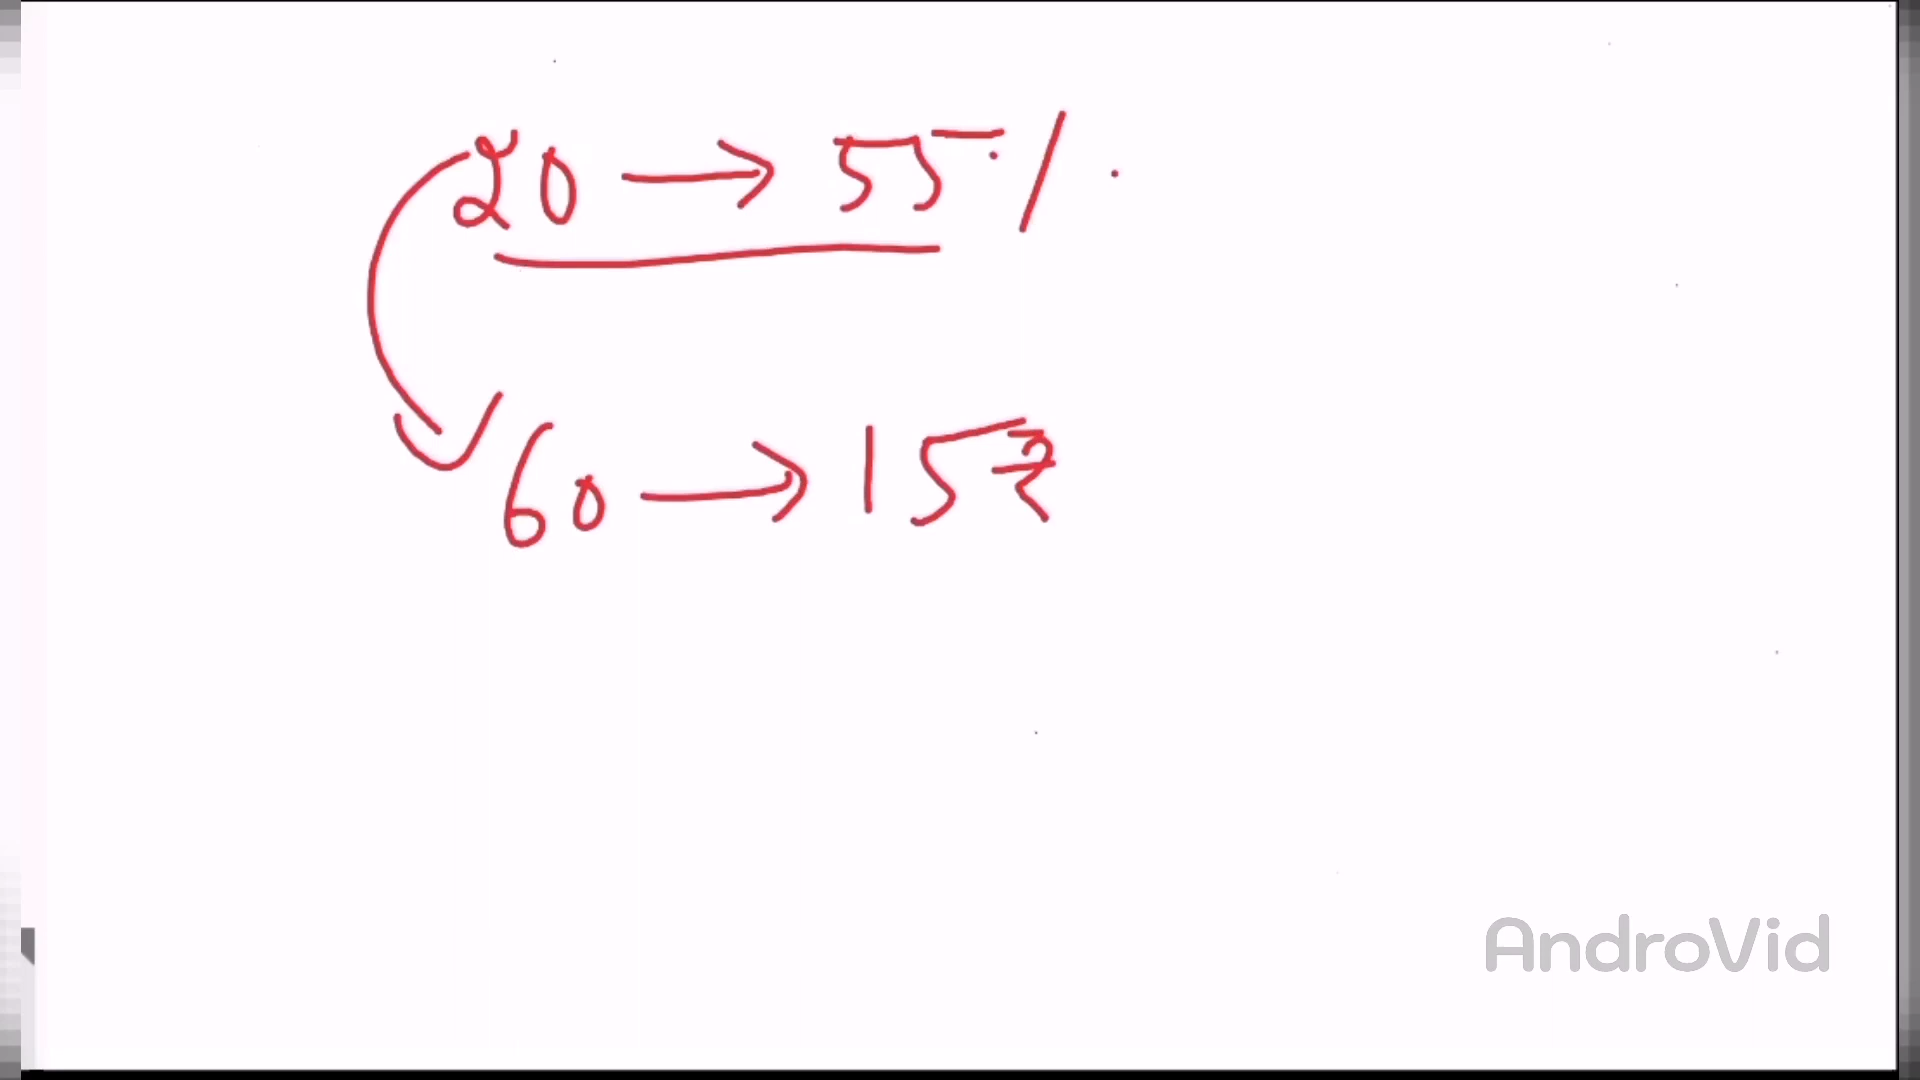 20 → 55%
60 → 15₹
AndroVid